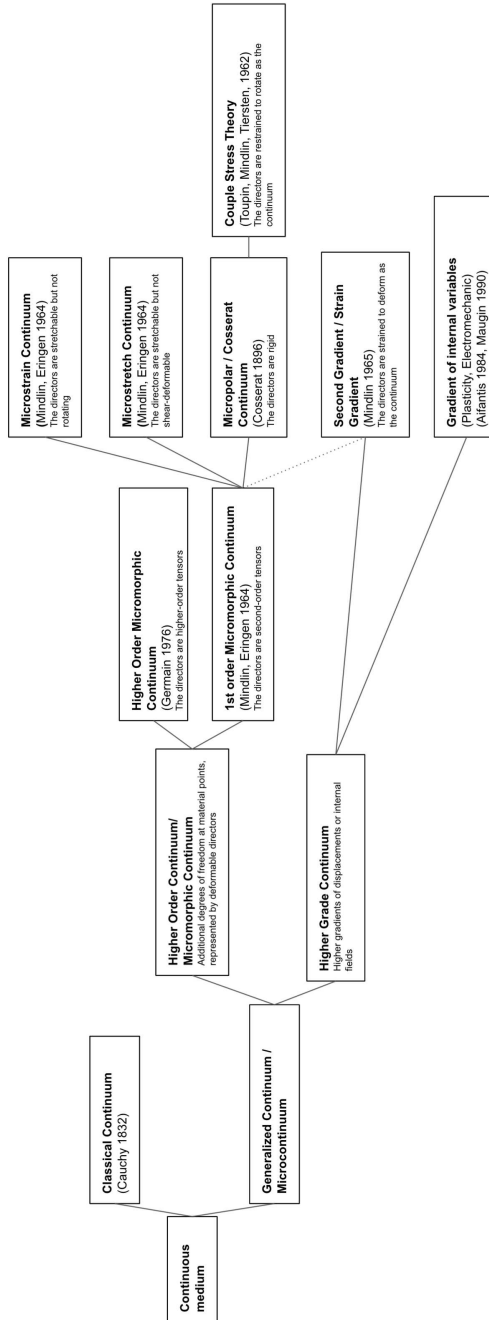 Continuous
medium
Classical Continuum
(Cauchy 1832)
Generalized Continuum /
Microcontinuum
Higher Order Continuum/
Micromorphic Continuum
Additional degrees of freedom at material points,
represented by deformable directors
Higher Grade Continuum
Higher gradients of displacements or internal
fields
Higher Order Micromorphic
Continuum
(Germain 1976)
The directors are higher-order tensors
1st order Micromorphic Continuum
(Mindlin, Eringen 1964)
The directors are second-order tensors
Microstrain Continuum
(Mindlin, Eringen 1964)
The directors are stretchable but not
rotating
Microstretch Continuum
(Mindlin, Eringen 1964)
The directors are stretchable but not
shear-deformable
Micropolar / Cosserat
Continuum
(Cosserat 1896)
The directors are rigid
Second Gradient / Strain
Gradient
(Mindlin 1965)
The directors are strained to deform as
the continuum
Gradient of internal variables
(Plasticity, Electromechanic)
(Aifantis 1984, Maugin 1990)
Couple Stress Theory
(Toupin, Mindlin, Tiersten, 1962)
The directors are restrained to rotate as the
continuum